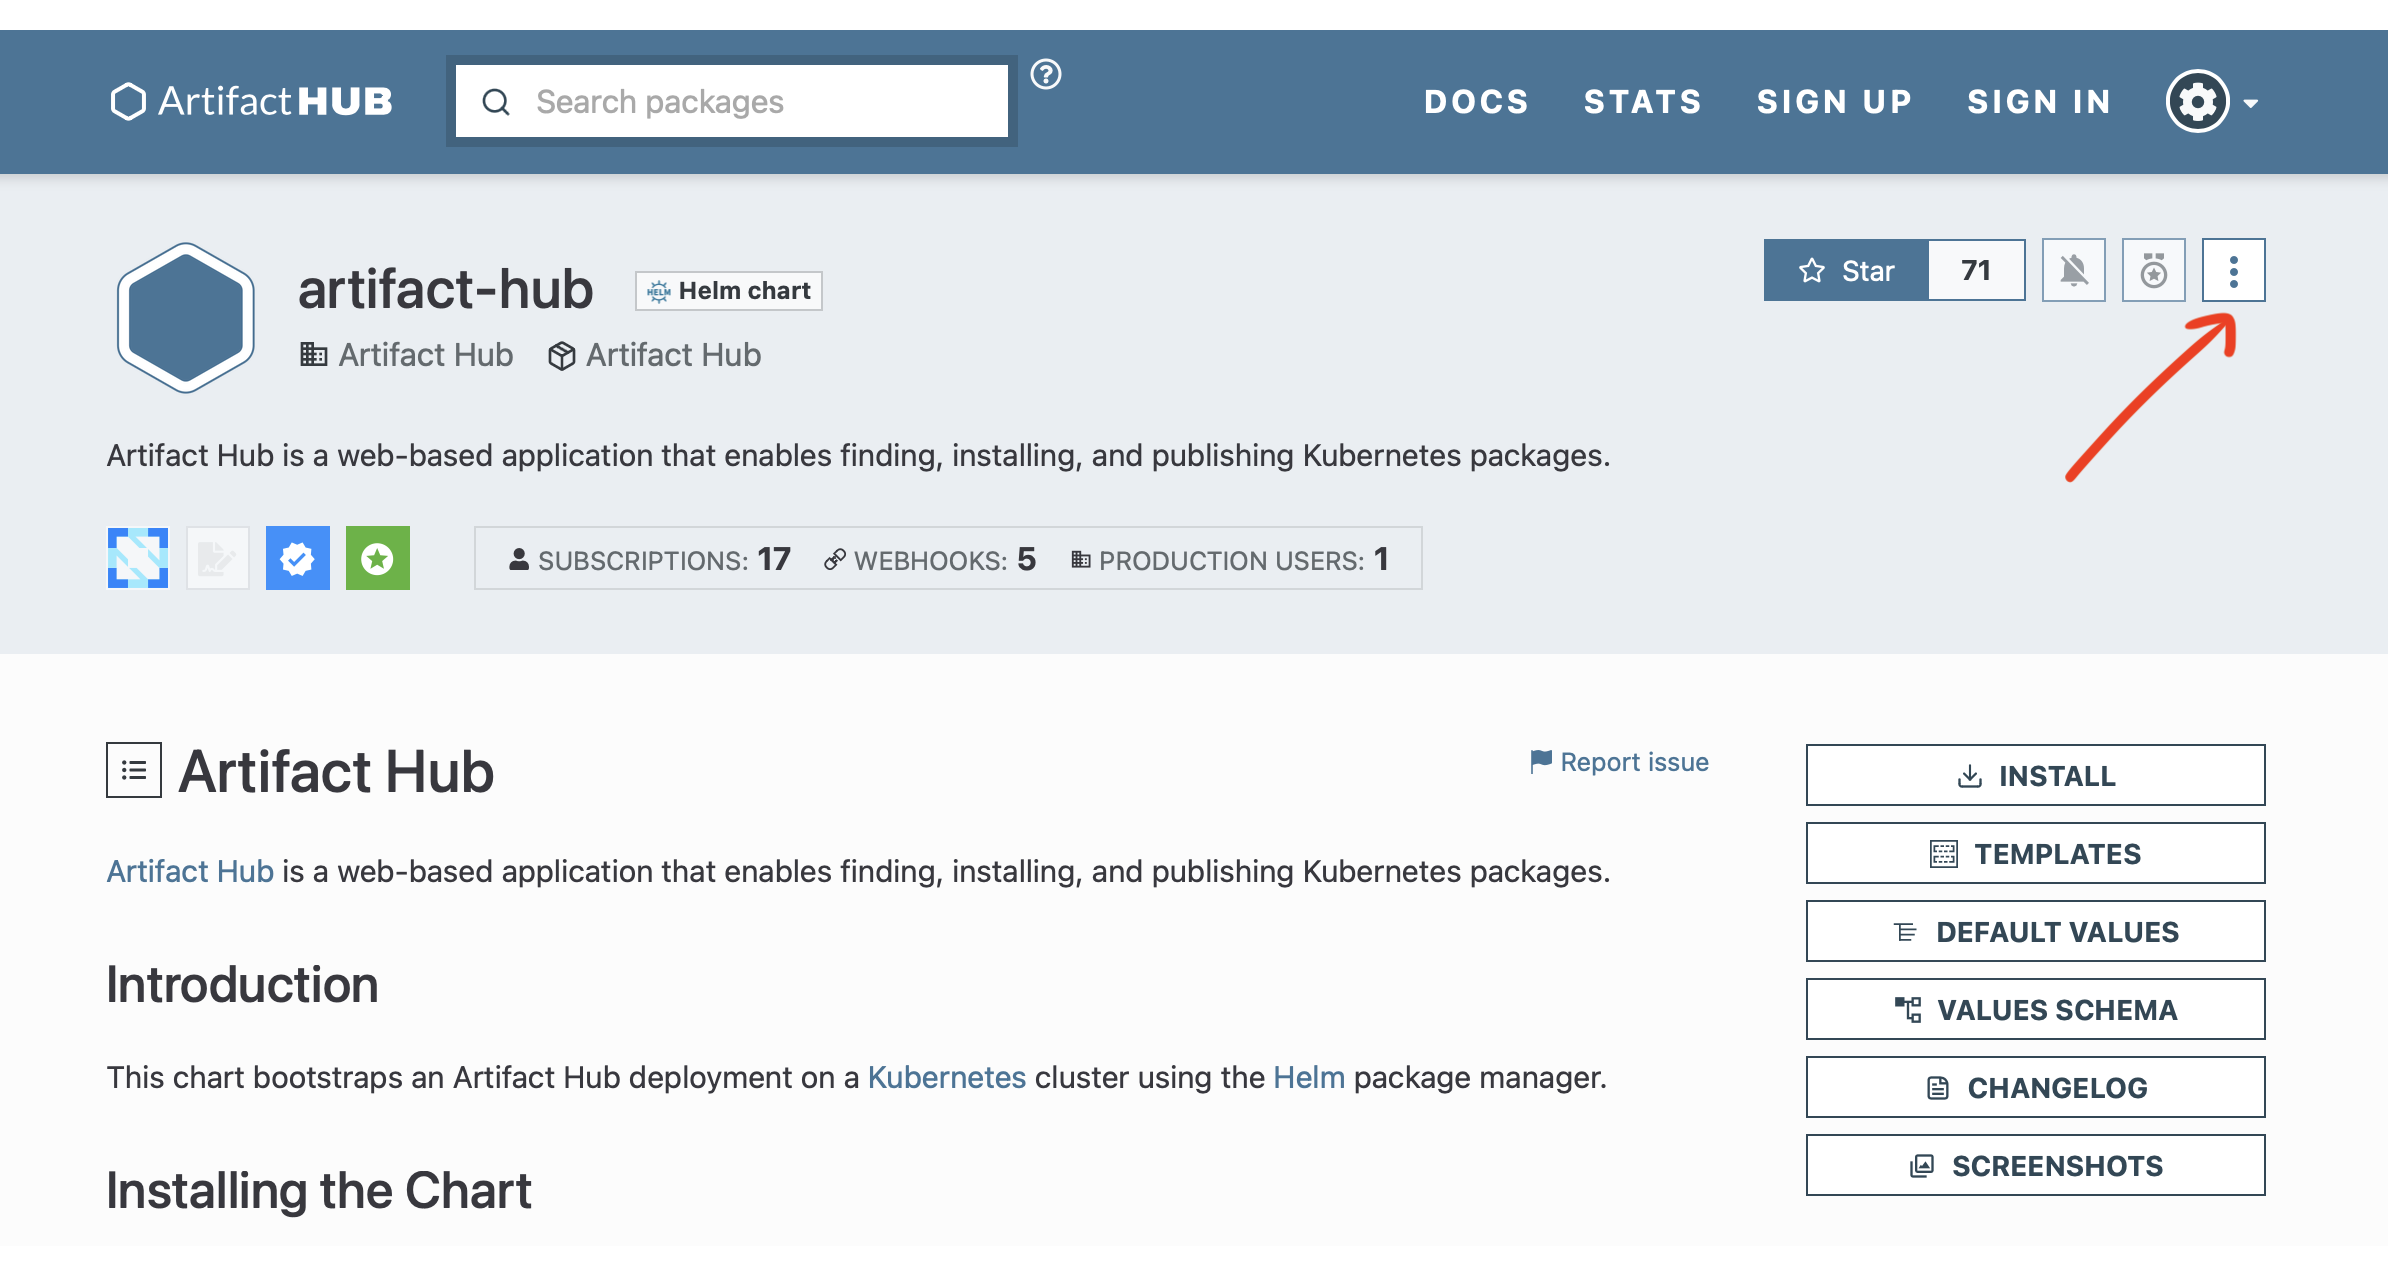 ArtifactHUB
Search packages
?
DOCS
STATS
SIGN UP
SIGN IN
artifact-hub
HELM
Helm chart
Artifact Hub
Artifact Hub
Star
71
Artifact Hub is a web-based application that enables finding, installing, and publishing Kubernetes packages.
SUBSCRIPTIONS: 17
WEBHOOKS: 5
PRODUCTION USERS: 1
Artifact Hub
Report issue
Artifact Hub is a web-based application that enables finding, installing, and publishing Kubernetes packages.
Introduction
This chart bootstraps an Artifact Hub deployment on a Kubernetes cluster using the Helm package manager.
Installing the Chart
INSTALL
TEMPLATES
DEFAULT VALUES
VALUES SCHEMA
CHANGELOG
SCREENSHOTS